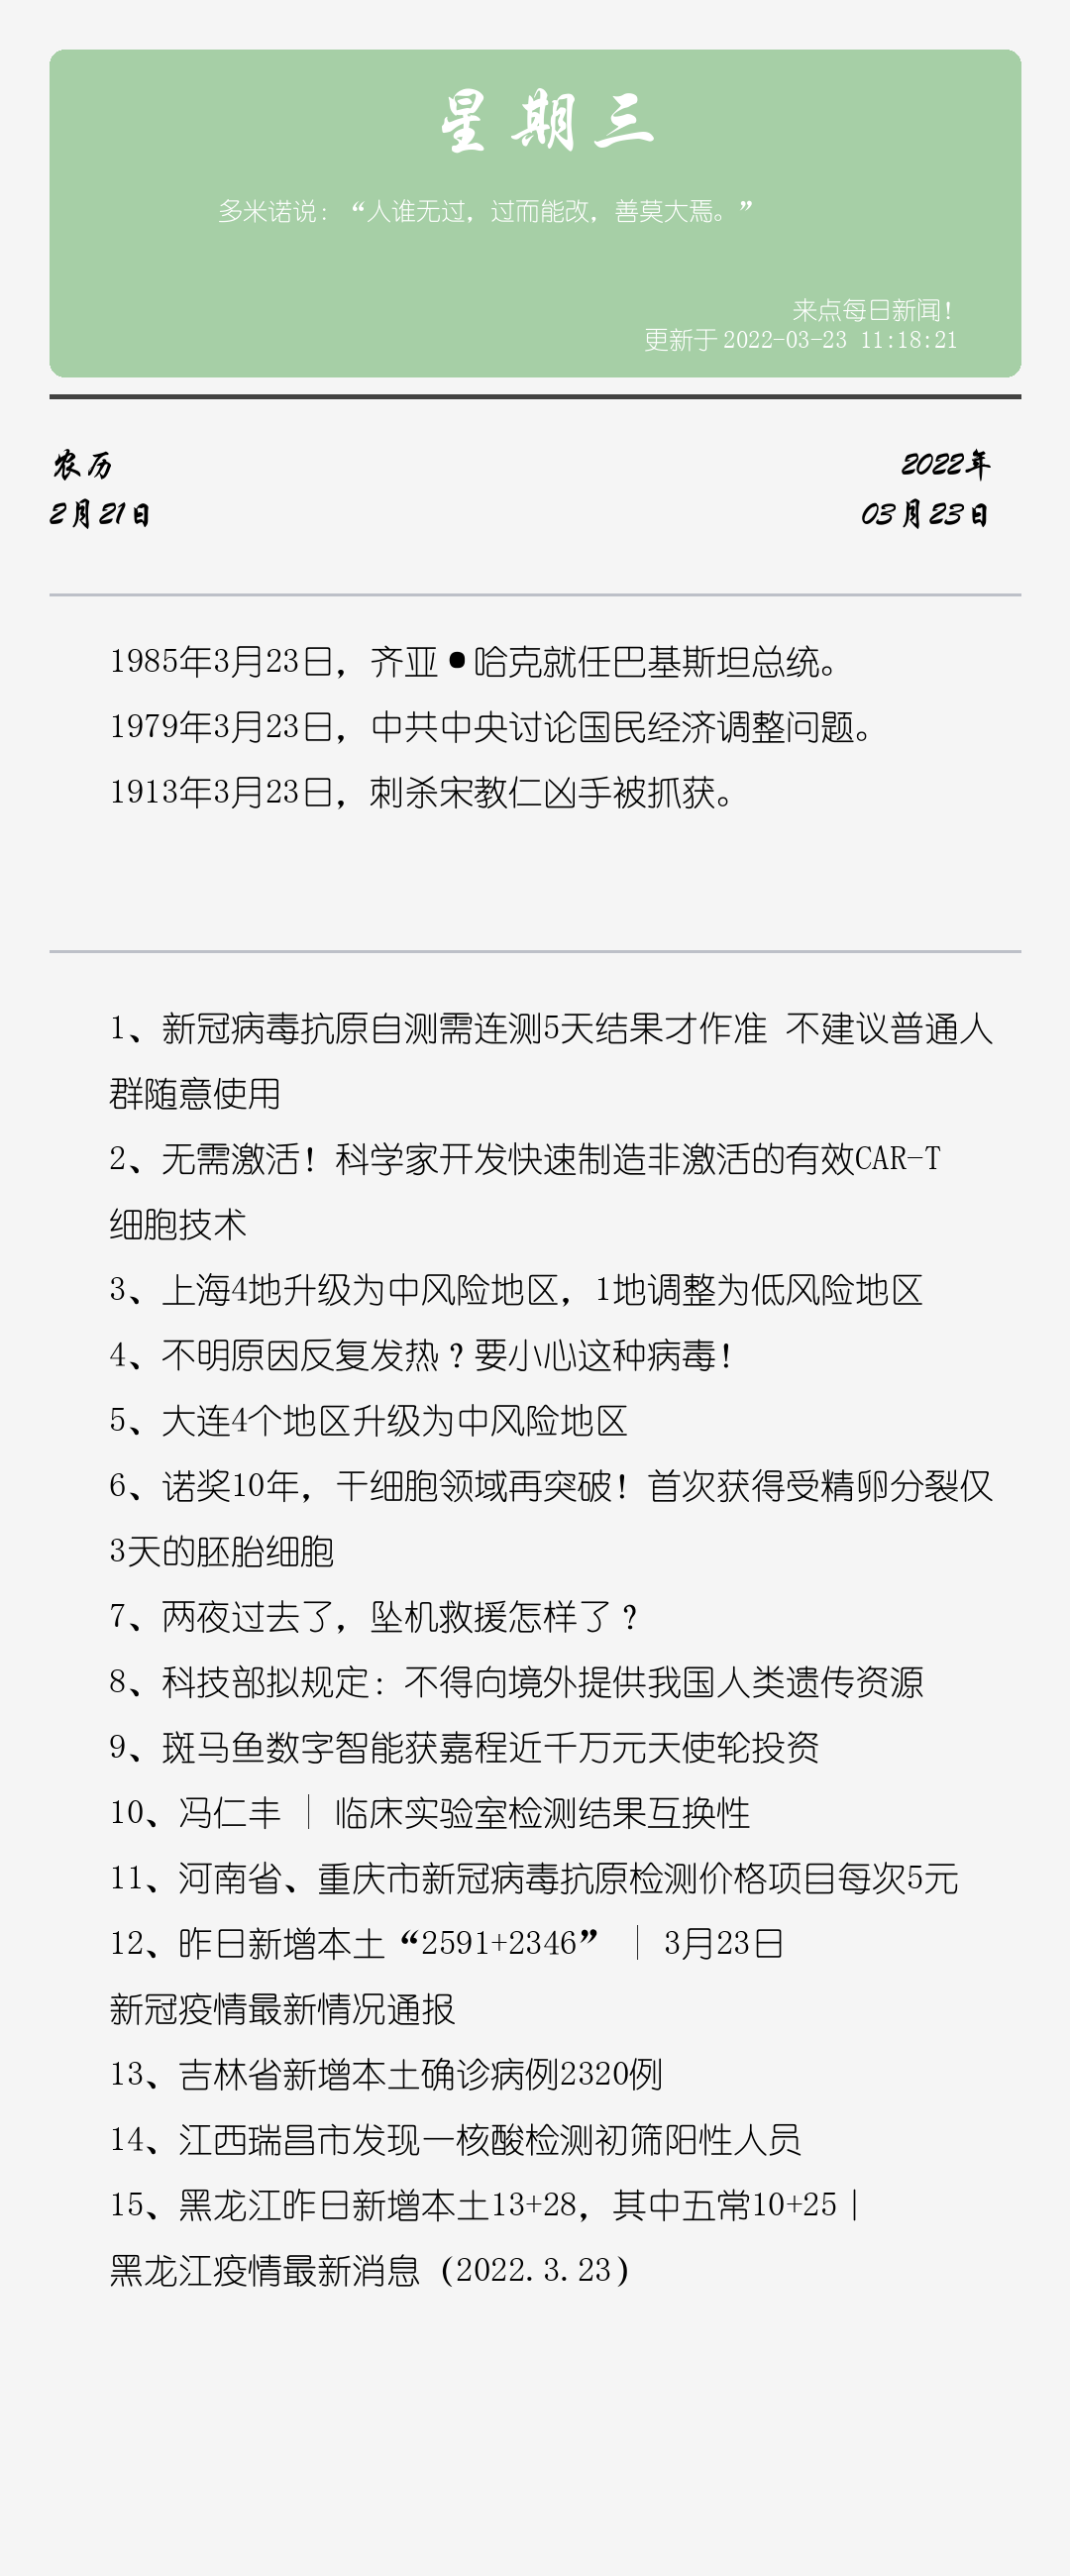 星期三
多米诺说：“人谁无过，过而能改，善莫大焉。”
来点每日新闻！
更新于2022-03-23 11:18:21
农历
2月21日
2022年
03月23日
1985年3月23日，齐亚•哈克就任巴基斯坦总统。
1979年3月23日，中共中央讨论国民经济调整问题。
1913年3月23日，刺杀宋教仁凶手被抓获。
1、新冠病毒抗原自测需连测5天结果才作准 不建议普通人
群随意使用
2、无需激活！科学家开发快速制造非激活的有效CAR-T
细胞技术
3、上海4地升级为中风险地区，1地调整为低风险地区
4、不明原因反复发热？要小心这种病毒！
5、大连4个地区升级为中风险地区
6、诺奖10年，干细胞领域再突破！首次获得受精卵分裂仅
3天的胚胎细胞
7、两夜过去了，坠机救援怎样了？
8、科技部拟规定：不得向境外提供我国人类遗传资源
9、斑马鱼数字智能获嘉程近千万元天使轮投资
10、冯仁丰 │ 临床实验室检测结果互换性
11、河南省、重庆市新冠病毒抗原检测价格项目每次5元
12、昨日新增本土“2591+2346” │ 3月23日
新冠疫情最新情况通报
13、吉林省新增本土确诊病例2320例
14、江西瑞昌市发现一核酸检测初筛阳性人员
15、黑龙江昨日新增本土13+28，其中五常10+25｜
黑龙江疫情最新消息（2022.3.23）